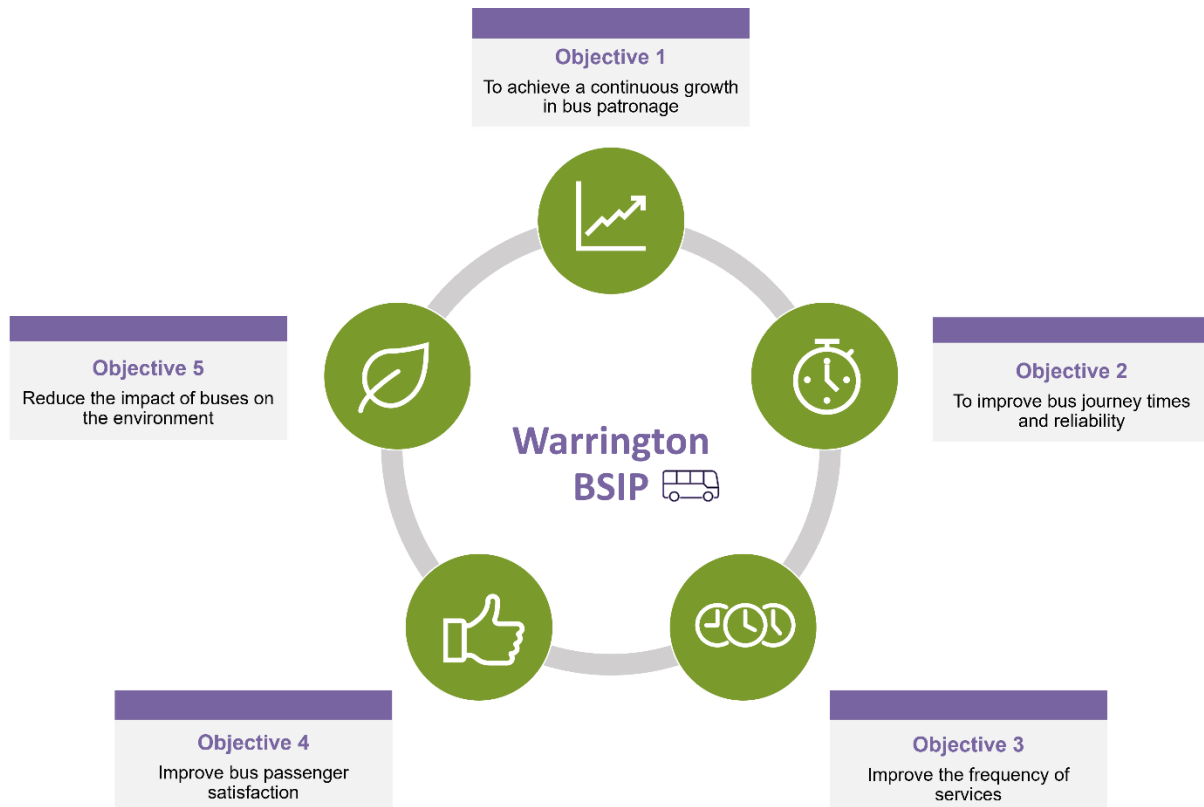 Objective 1
To achieve a continuous growth
in bus patronage
Objective 5
Reduce the impact of buses on
the environment
Objective 2
To improve bus journey times
and reliability
Warrington
BSIP
Objective 4
Improve bus passenger
satisfaction
Objective 3
Improve the frequency of
services